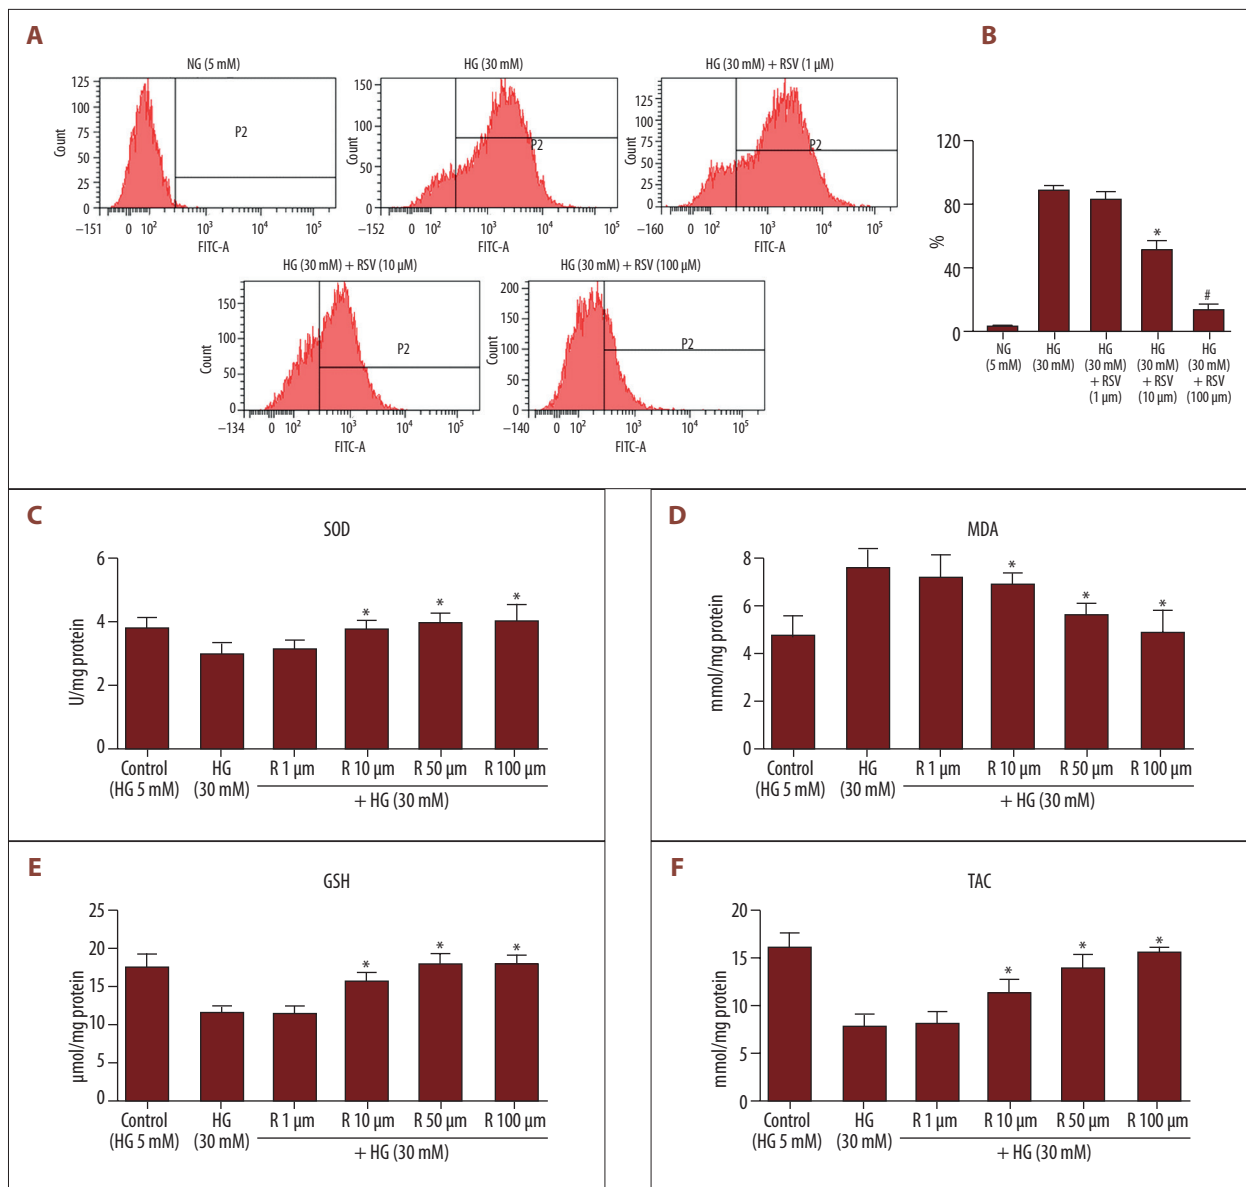 A
NG (5 mM)
125
100
75
50
25
0
Count
P2
−151
0
10²
10³
10⁴
10⁵
FITC-A
HG (30 mM)
150
100
50
0
Count
P2
−152
0
10²
10³
10⁴
10⁵
FITC-A
HG (30 mM) + RSV (1 µM)
125
100
75
50
25
0
Count
P2
−160
0
10²
10³
10⁴
10⁵
FITC-A
HG (30 mM) + RSV (10 µM)
150
100
50
0
Count
P2
−134
0
10²
10³
10⁴
10⁵
FITC-A
HG (30 mM) + RSV (100 µM)
200
150
100
50
0
Count
P2
−140
0
10²
10³
10⁴
10⁵
FITC-A
B
120
80
40
0
%
*
#
NG
(5 mM)
HG
(30 mM)
HG
(30 mM)
+ RSV
(1 µm)
HG
(30 mM)
+ RSV
(10 µm)
HG
(30 mM)
+ RSV
(100 µm)
C
SOD
6
4
2
0
U/mg protein
* * *
Control
(HG 5 mM)
HG
(30 mM)
R 1 µm R 10 µm R 50 µm R 100 µm
+ HG (30 mM)
D
MDA
8
6
4
2
0
mmol/mg protein
* * *
Control
(HG 5 mM)
HG
(30 mM)
R 1 µm R 10 µm R 50 µm R 100 µm
+ HG (30 mM)
E
GSH
25
20
15
10
5
0
µmol/mg protein
* * *
Control
(HG 5 mM)
HG
(30 mM)
R 1 µm R 10 µm R 50 µm R 100 µm
+ HG (30 mM)
F
TAC
20
15
10
5
0
mmol/mg protein
* * *
Control
(HG 5 mM)
HG
(30 mM)
R 1 µm R 10 µm R 50 µm R 100 µm
+ HG (30 mM)